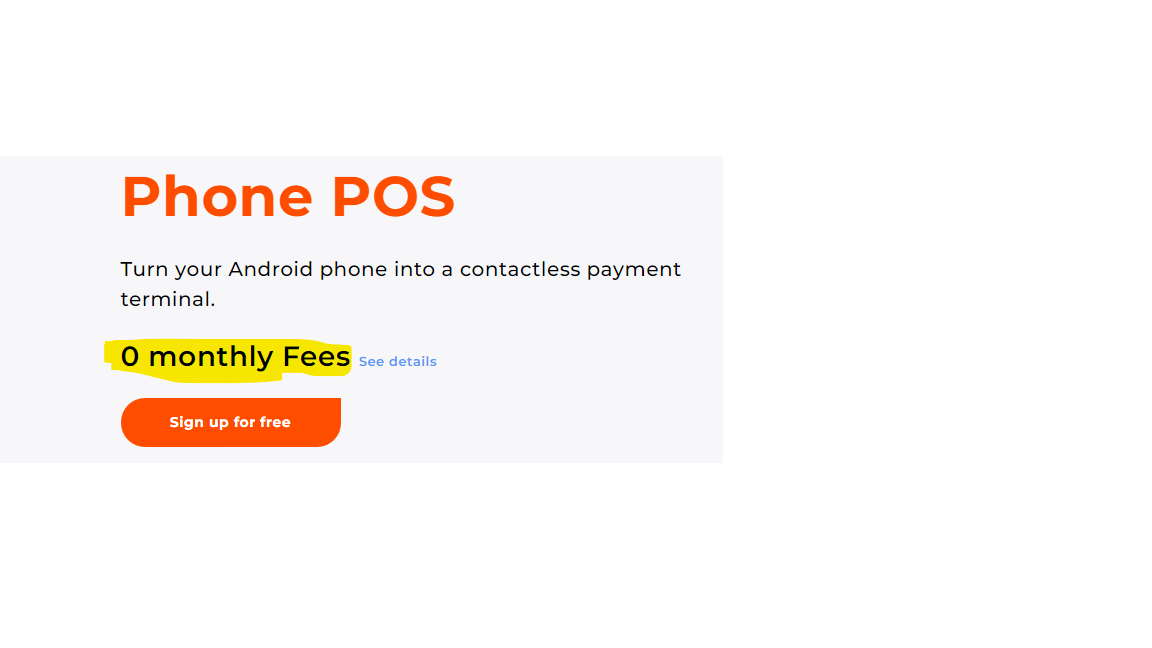 Phone POS
Turn your Android phone into a contactless payment
terminal.
0 monthly Fees See details
Sign up for free